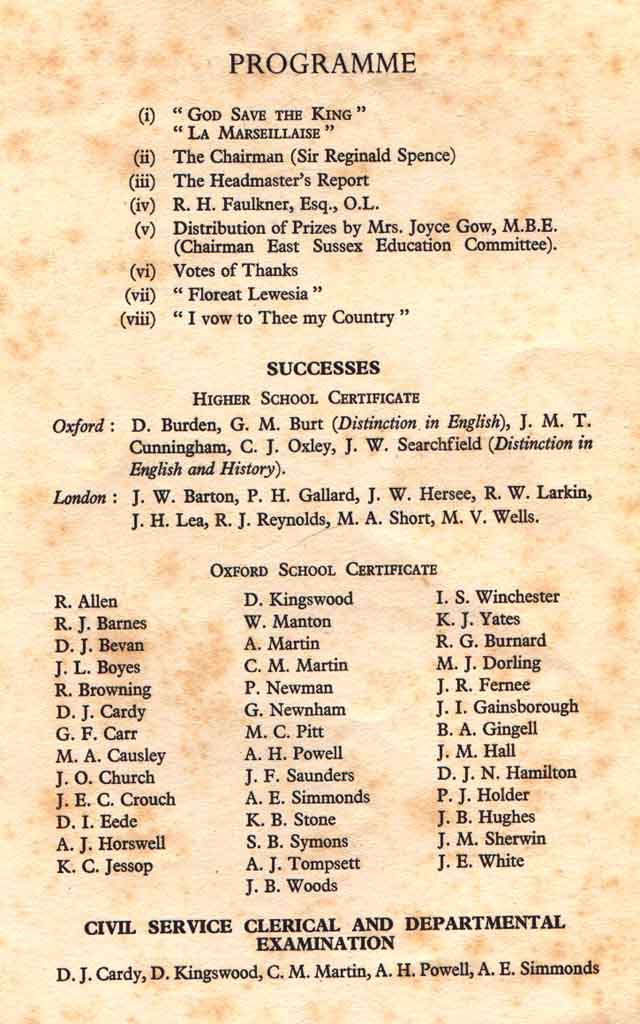 PROGRAMME
(i) “ God Save the King ”
“ La Marseillaise ”
(ii) The Chairman (Sir Reginald Spence)
(iii) The Headmaster’s Report
(iv) R. H. Faulkner, Esq., O.L.
(v) Distribution of Prizes by Mrs. Joyce Gow, M.B.E.
(Chairman East Sussex Education Committee).
(vi) Votes of Thanks
(vii) “ Floreat Lewesia ”
(viii) “ I vow to Thee my Country ”
SUCCESSES
Higher School Certificate
Oxford : D. Burden, G. M. Burt (Distinction in English), J. M. T.
Cunningham, C. J. Oxley, J. W. Searchfield (Distinction in
English and History).
London : J. W. Barton, P. H. Gallard, J. W. Hersee, R. W. Larkin,
J. H. Lea, R. J. Reynolds, M. A. Short, M. V. Wells.
Oxford School Certificate
R. Allen
R. J. Barnes
D. J. Bevan
J. L. Boyes
R. Browning
D. J. Cardy
G. F. Carr
M. A. Causley
J. O. Church
J. E. C. Crouch
D. I. Eede
A. J. Horswell
K. C. Jessop
D. Kingswood
W. Manton
A. Martin
C. M. Martin
P. Newman
G. Newnham
M. C. Pitt
A. H. Powell
J. F. Saunders
A. E. Simmonds
K. B. Stone
S. B. Symons
A. J. Tompsett
J. B. Woods
I. S. Winchester
K. J. Yates
R. G. Burnard
M. J. Dorling
J. R. Fernee
J. I. Gainsborough
B. A. Gingell
J. M. Hall
D. J. N. Hamilton
P. J. Holder
J. B. Hughes
J. M. Sherwin
J. E. White
CIVIL SERVICE CLERICAL AND DEPARTMENTAL
EXAMINATION
D. J. Cardy, D. Kingswood, C. M. Martin, A. H. Powell, A. E. Simmonds